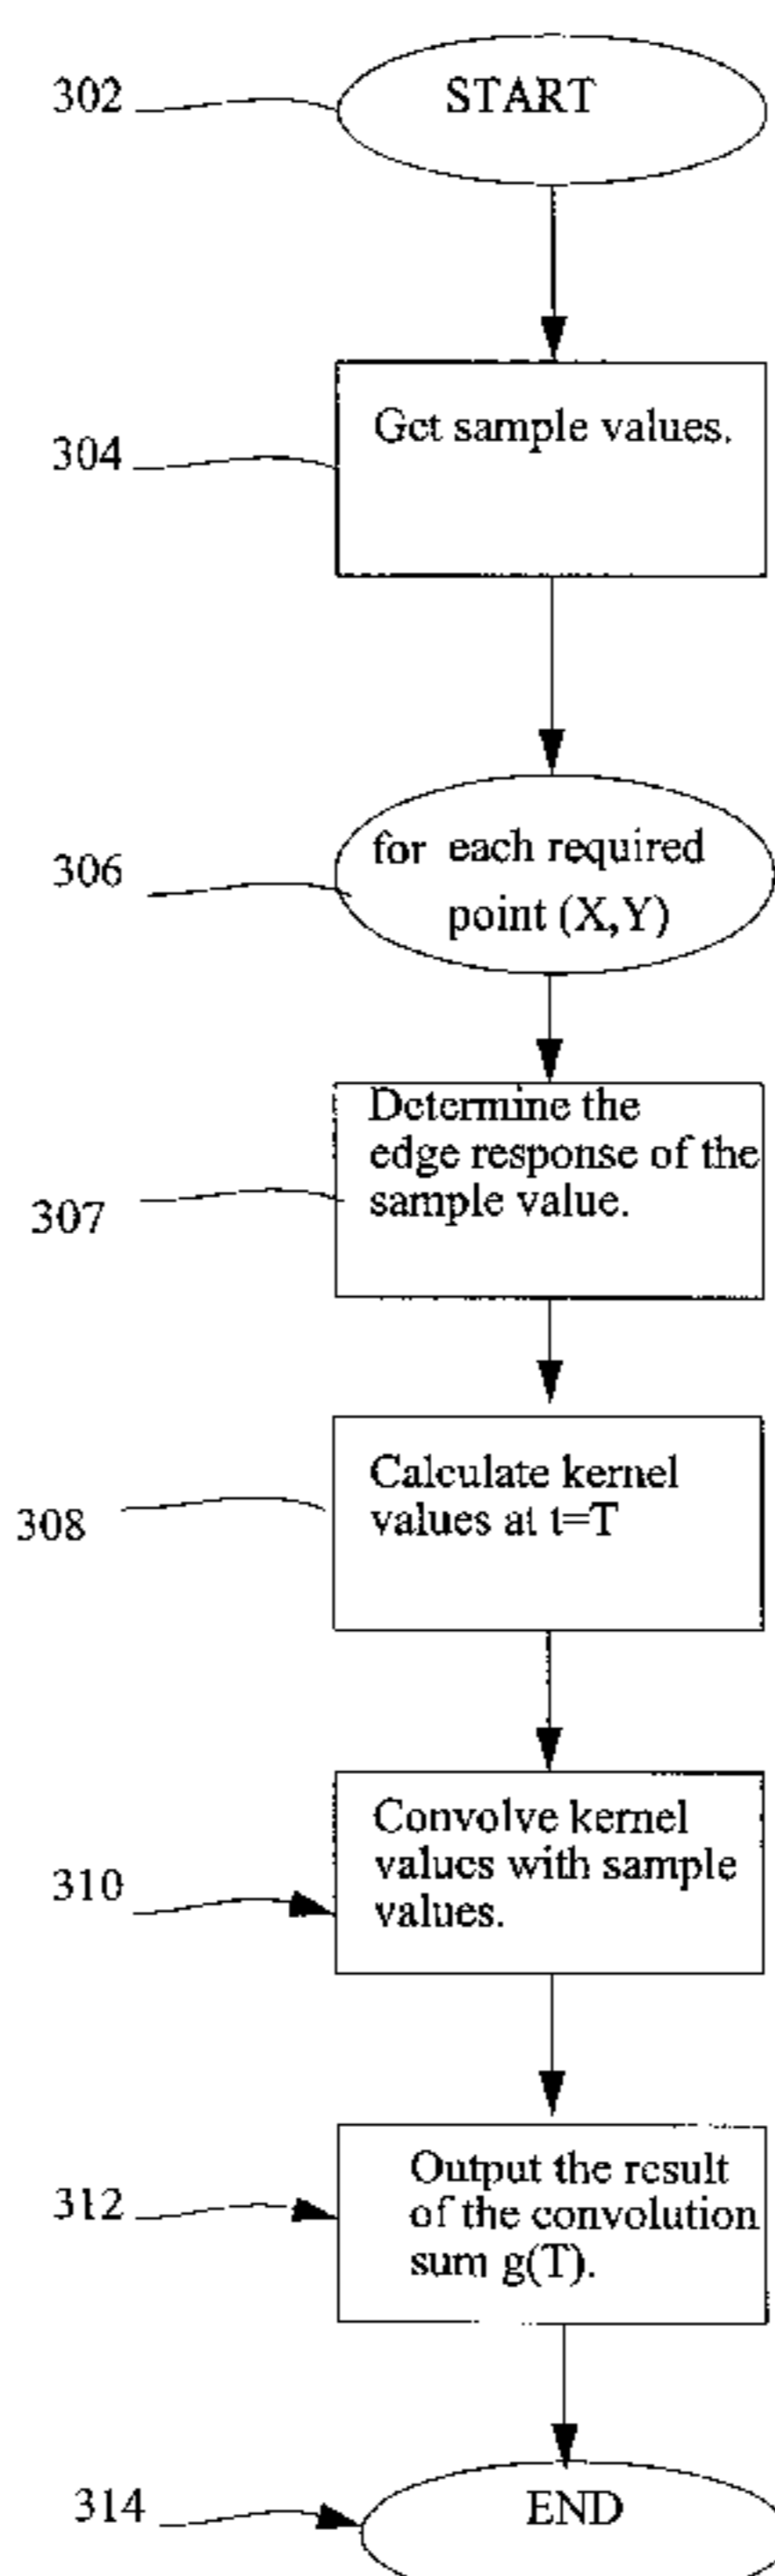 302
START
304
Get sample values.
306
for each required
point (X,Y)
307
Determine the
edge response of the
sample value.
308
Calculate kernel
values at t=T
310
Convolve kernel
values with sample
values.
312
Output the result
of the convolution
sum g(T).
314
END